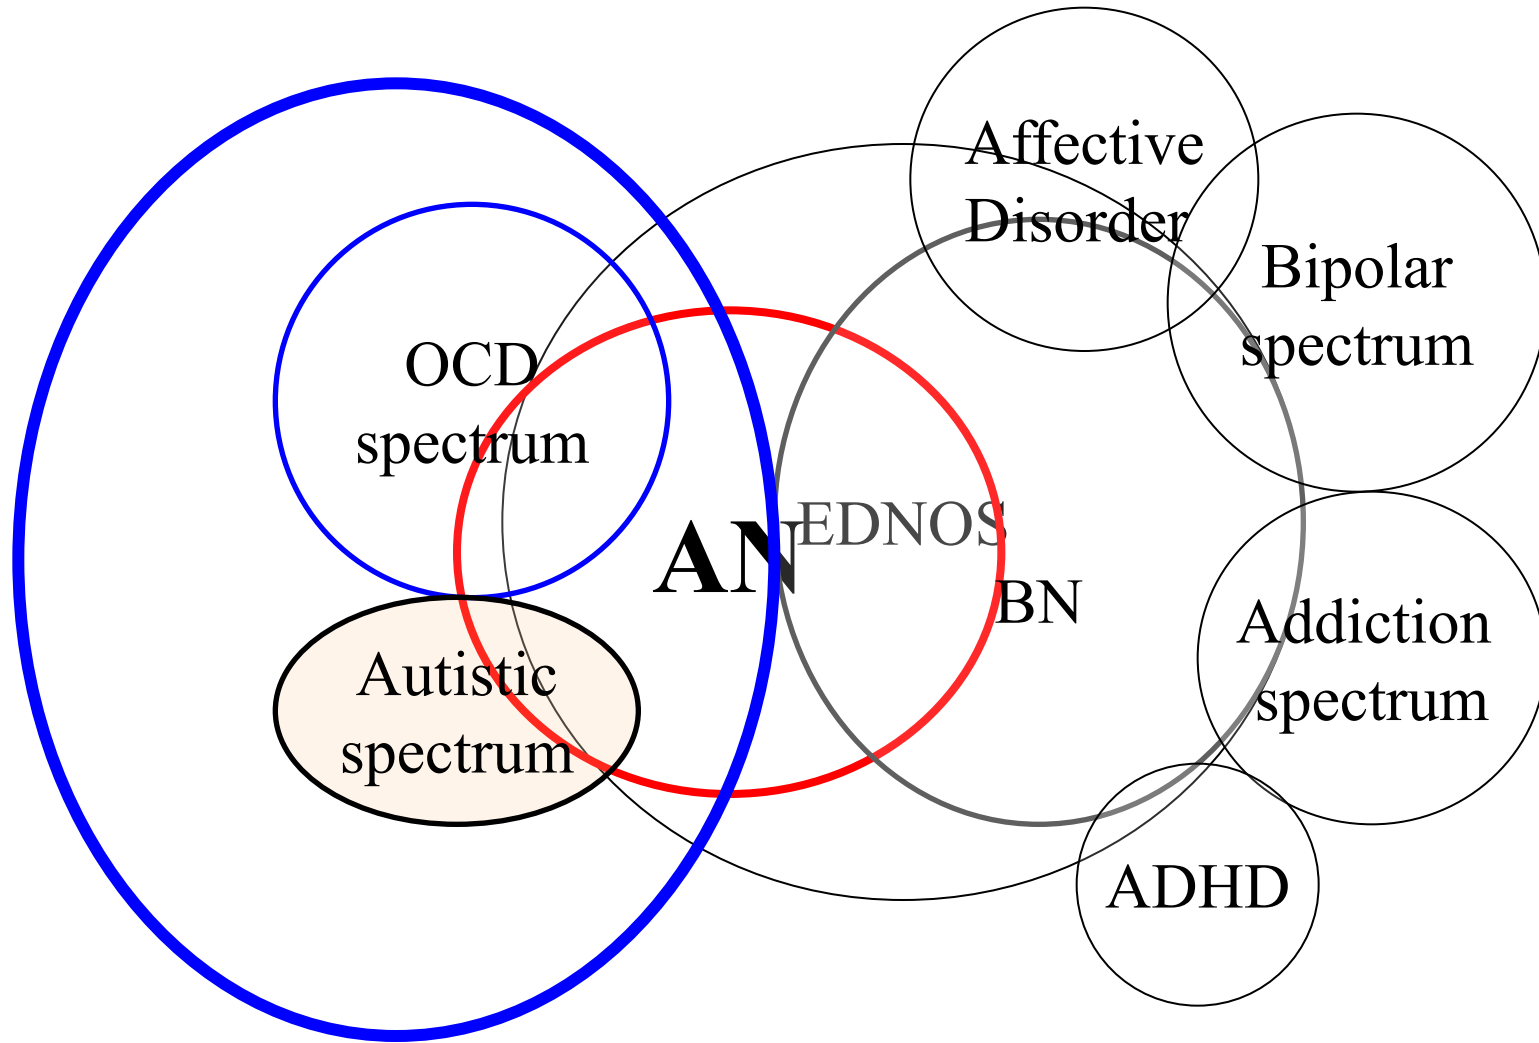 Affective
Disorder
Bipolar
spectrum
OCD
spectrum
AN
EDNOS
BN
Autistic
spectrum
Addiction
spectrum
ADHD